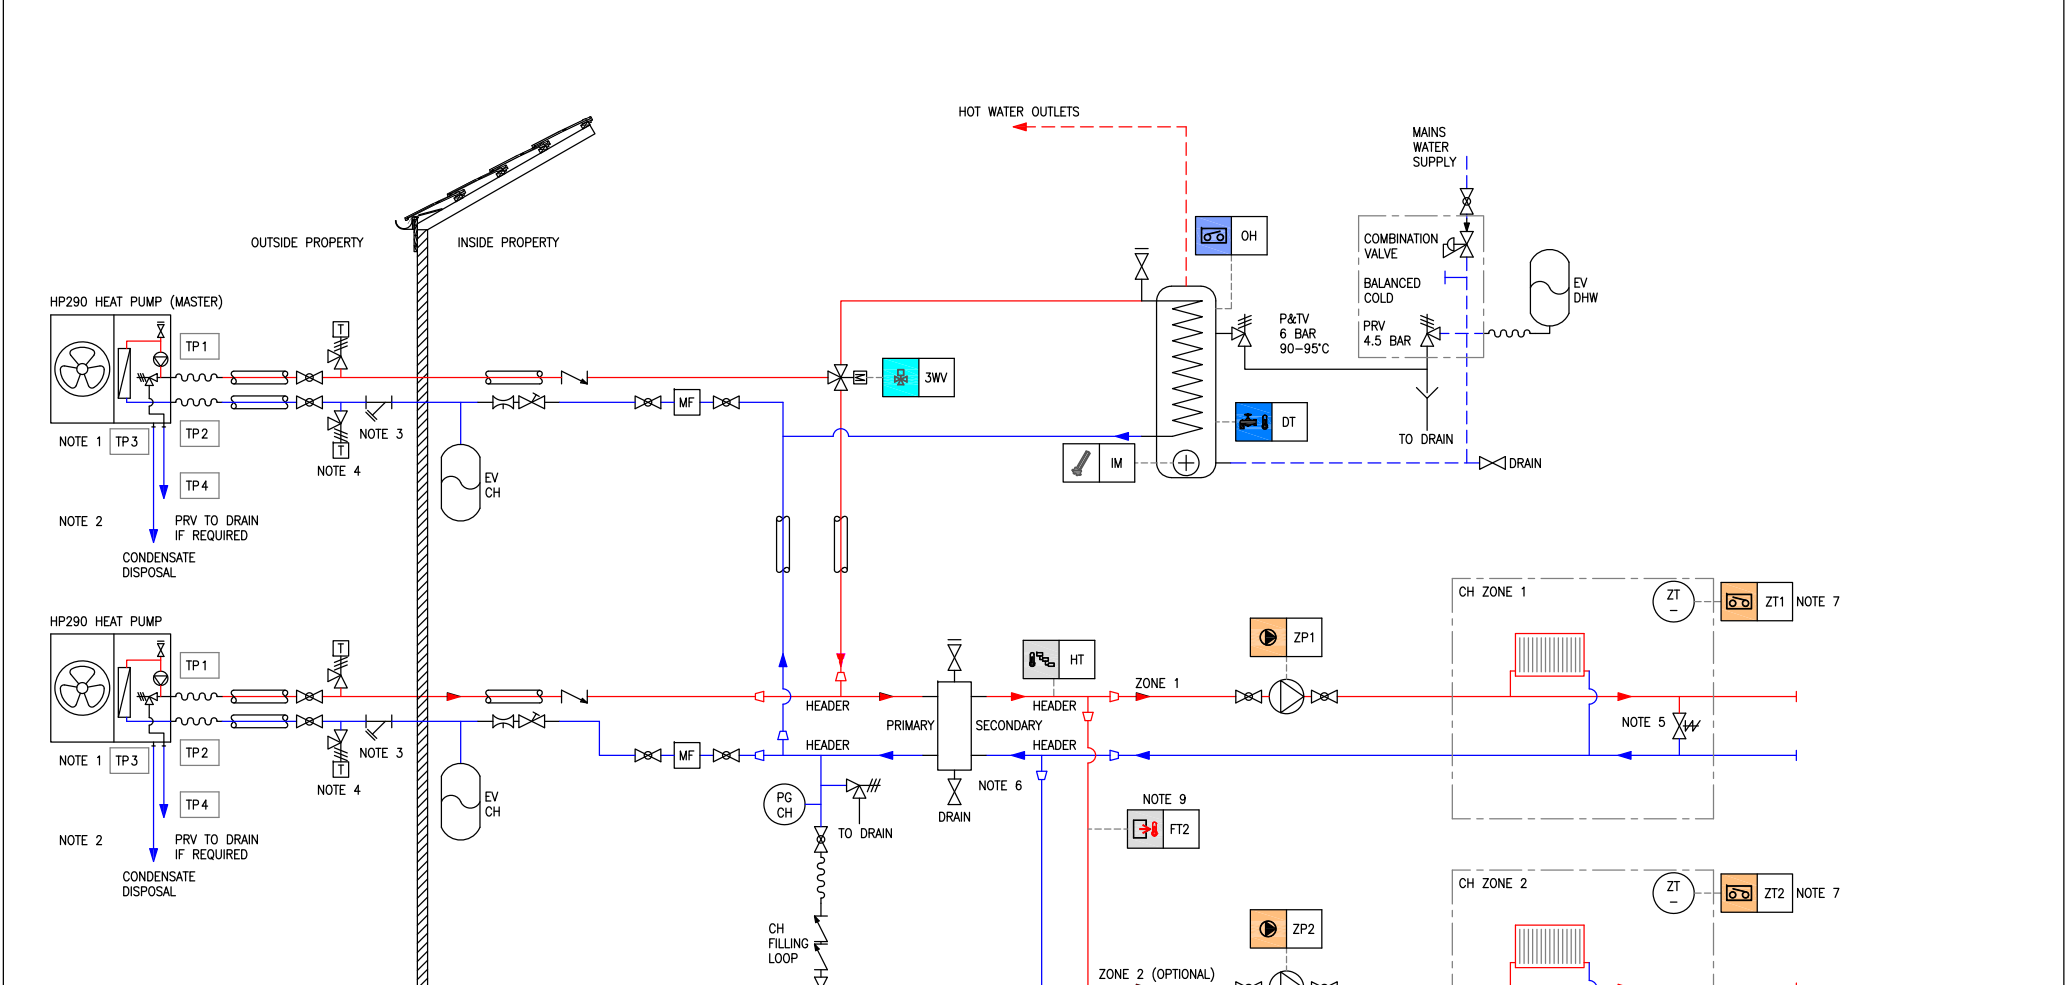 HOT WATER OUTLETS
MAINS
WATER
SUPPLY
OUTSIDE PROPERTY
INSIDE PROPERTY
OH
COMBINATION
VALVE
BALANCED
COLD
PRV
4.5 BAR
EV
DHW
P&TV
6 BAR
90-95°C
TO DRAIN
DRAIN
HP290 HEAT PUMP (MASTER)
TP1
T
M
3WV
MF
DT
IM
NOTE 1
TP3
TP2
NOTE 3
T
NOTE 4
TP4
EV
CH
NOTE 2
PRV TO DRAIN
IF REQUIRED
CONDENSATE
DISPOSAL
HP290 HEAT PUMP
TP1
T
HT
ZONE 1
ZP1
CH ZONE 1
ZT
–
ZT1
NOTE 7
HEADER
PRIMARY
SECONDARY
HEADER
NOTE 5
HEADER
HEADER
MF
NOTE 1
TP3
TP2
NOTE 3
T
NOTE 4
TP4
EV
CH
PG
CH
TO DRAIN
DRAIN
NOTE 6
NOTE 9
FT2
NOTE 2
PRV TO DRAIN
IF REQUIRED
CONDENSATE
DISPOSAL
CH
FILLING
LOOP
ZONE 2 (OPTIONAL)
ZP2
CH ZONE 2
ZT
–
ZT2
NOTE 7